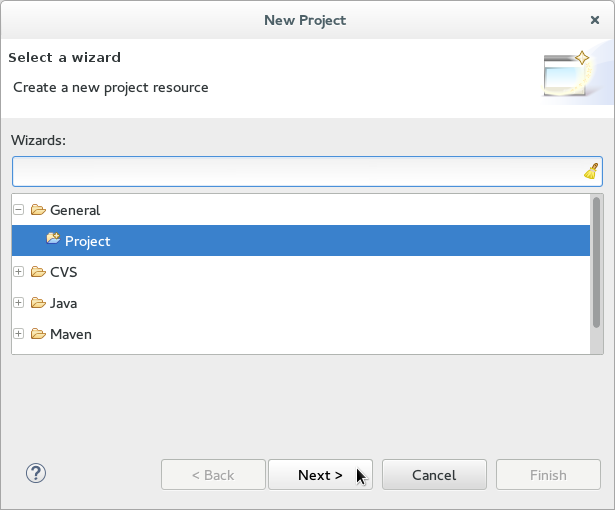 New Project
Select a wizard
Create a new project resource
Wizards:
General
Project
CVS
Java
Maven
< Back Next > Cancel Finish